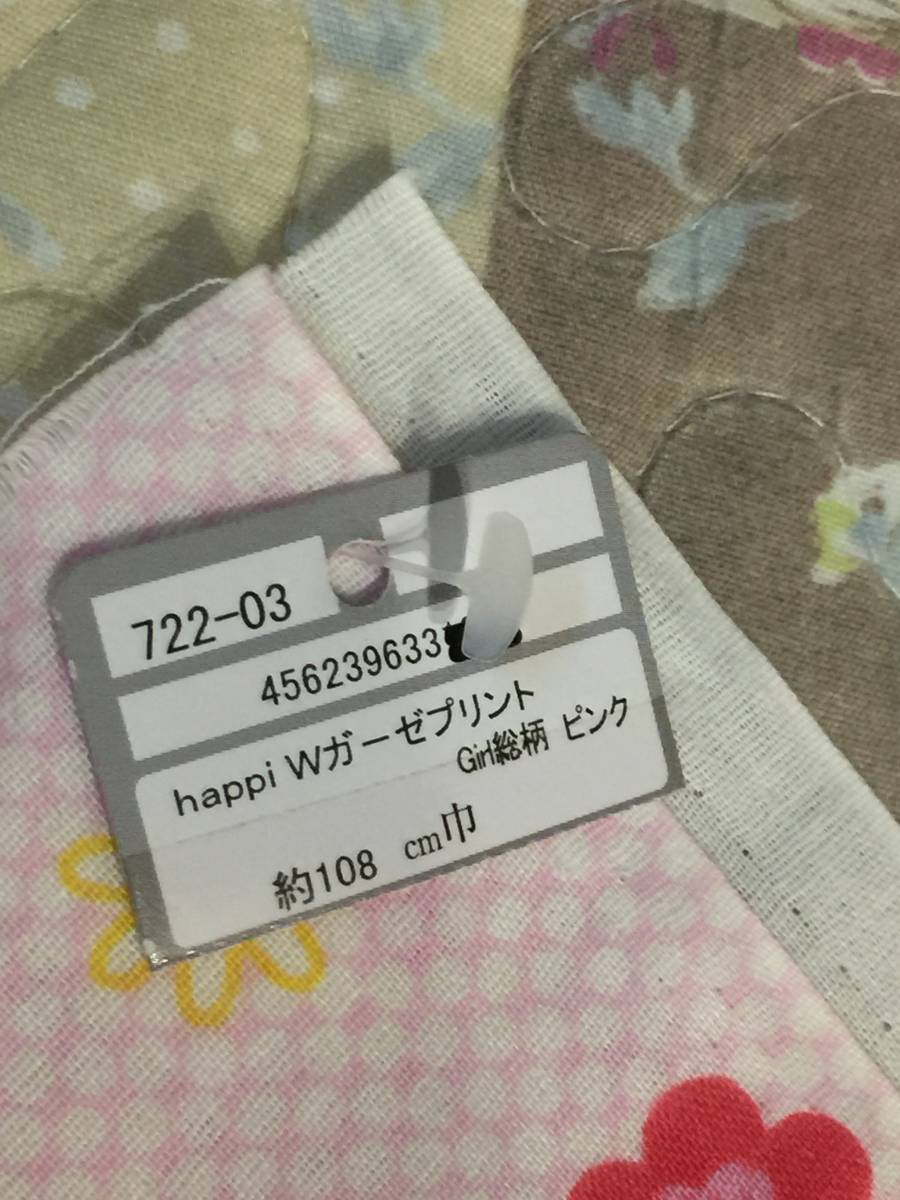 722-03
456239633
happi Wガーゼプリント
Girl総柄 ピンク
約108 cm巾